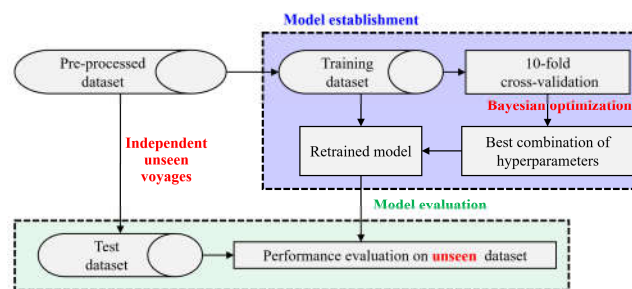 Model establishment
Pre-processed
dataset
Training
dataset
10-fold
cross-validation
Bayesian optimization
Independent
unseen
voyages
Retrained model
Best combination of
hyperparameters
Model evaluation
Test
dataset
Performance evaluation on unseen dataset